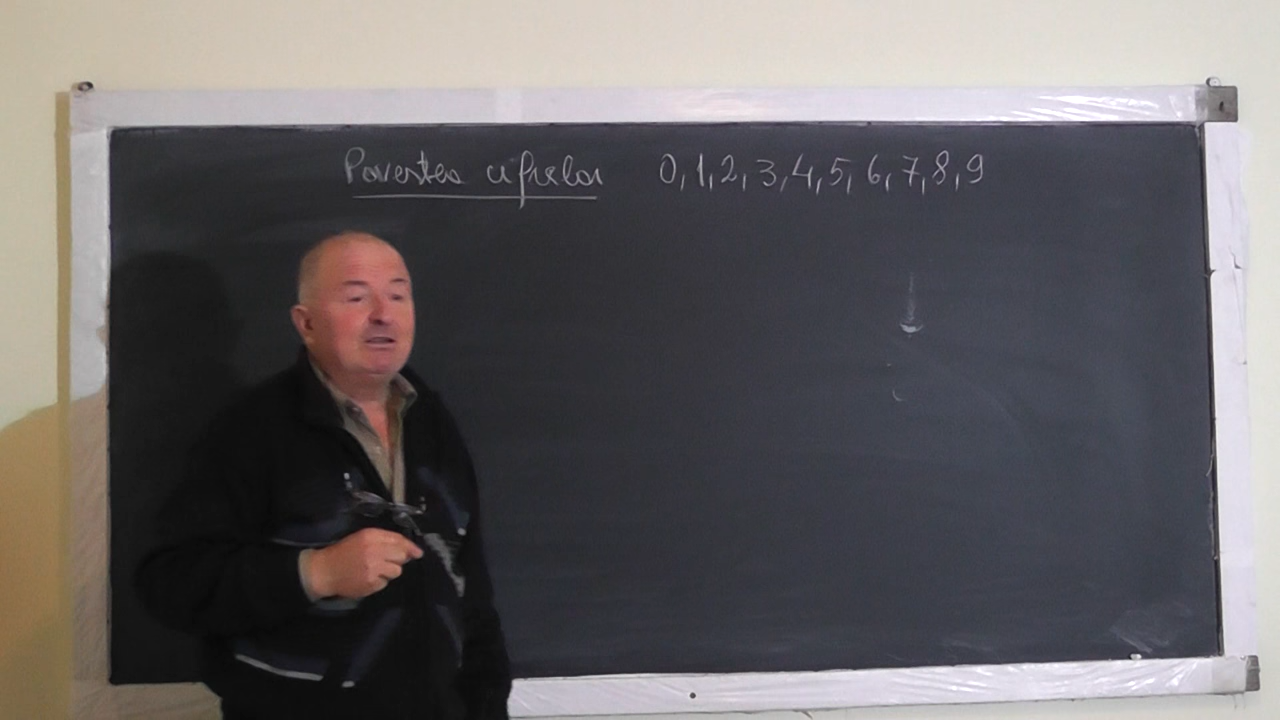 Povestea cifrelor 0, 1, 2, 3, 4, 5, 6, 7, 8, 9